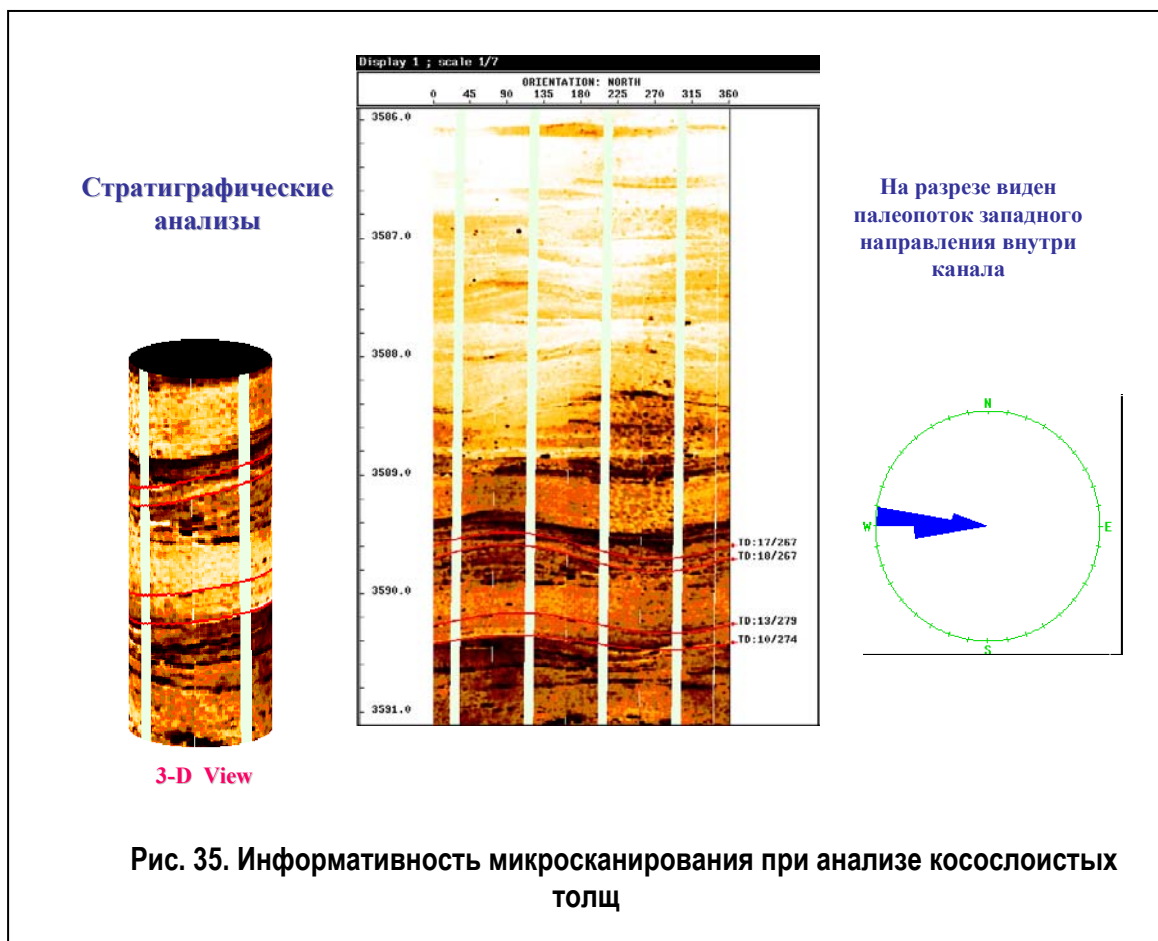 Display 1 ; scale 1/7
ORIENTATION: NORTH
0 45 90 135 180 225 270 315 360
3586.0
3587.0
3588.0
3589.0
3590.0
3591.0
TD:17/267
TD:18/267
TD:13/279
TD:10/274
Стратиграфические
анализы
3-D View
На разрезе виден
палеопоток западного
направления внутри
канала
N
W
E
S
Рис. 35. Информативность микросканирования при анализе косослоистых
толщ